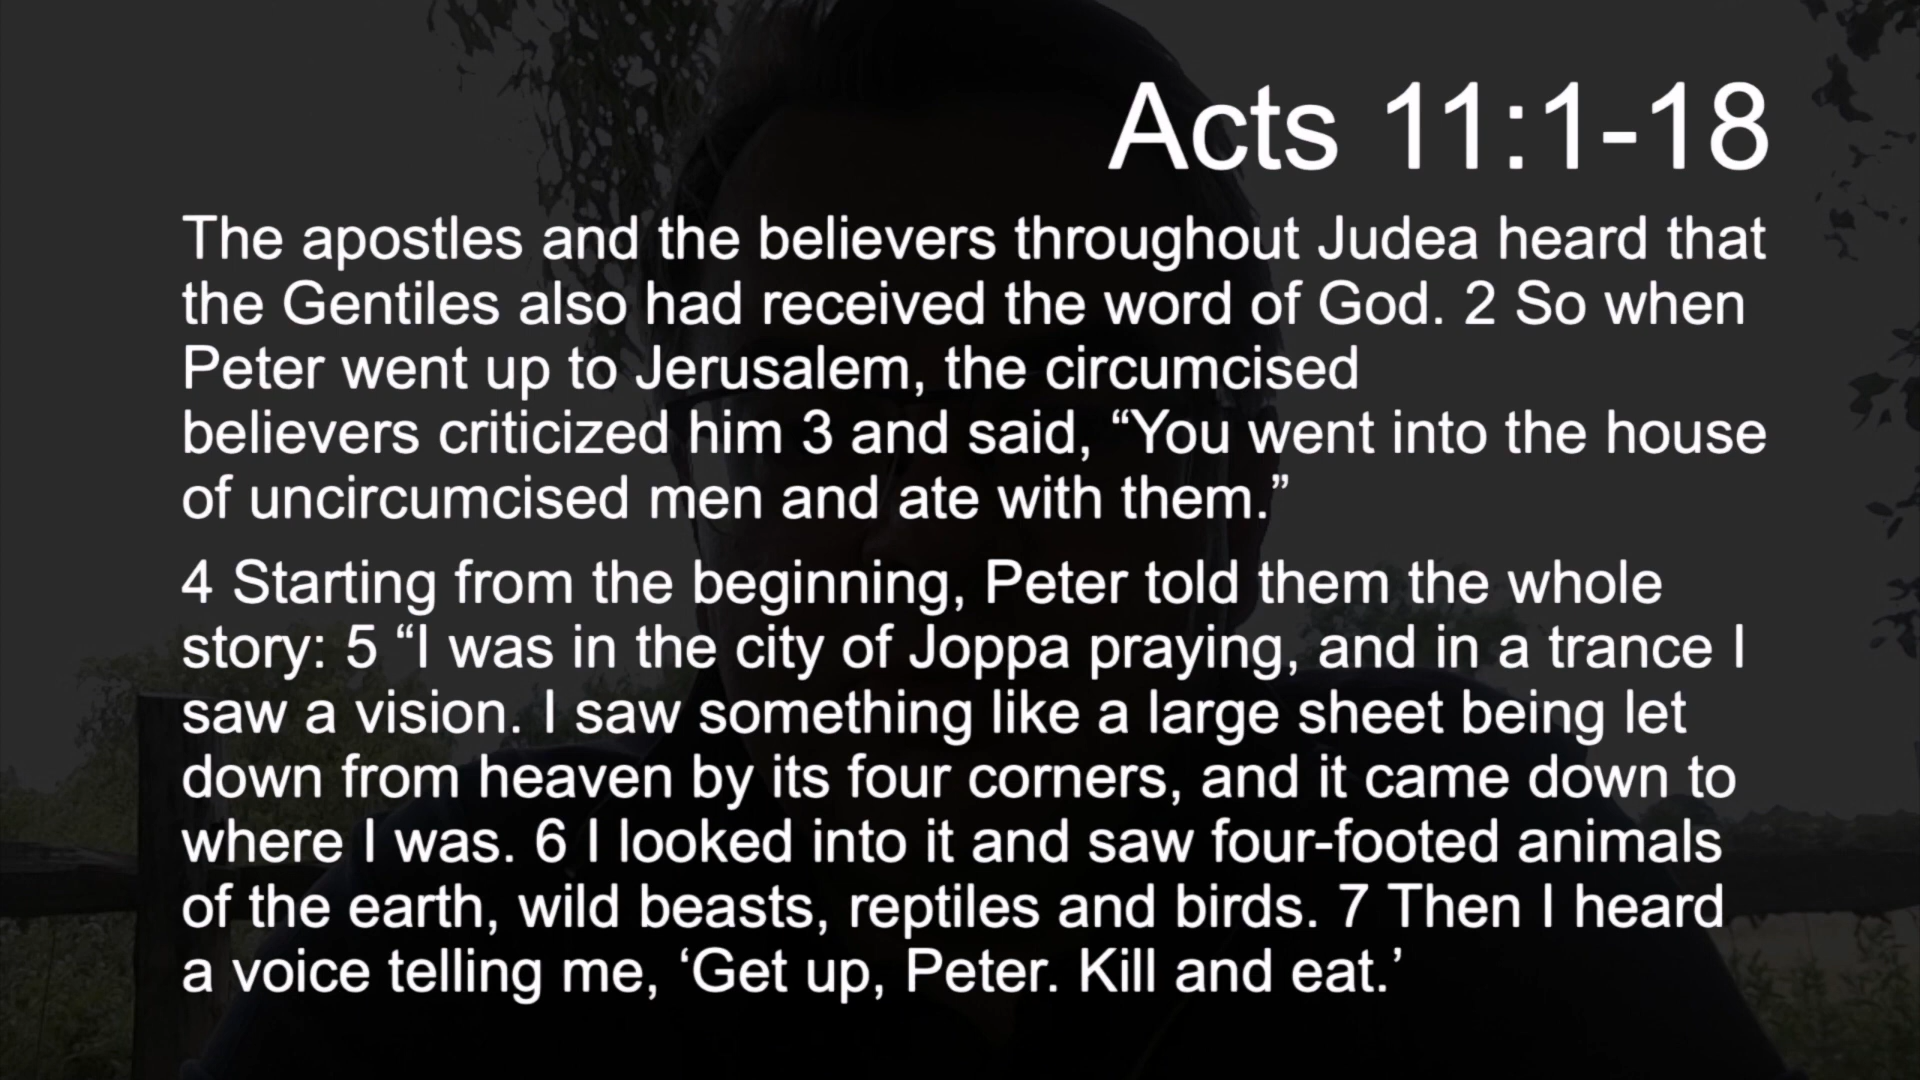 Acts 11:1-18
The apostles and the believers throughout Judea heard that
the Gentiles also had received the word of God. 2 So when
Peter went up to Jerusalem, the circumcised
believers criticized him 3 and said, “You went into the house
of uncircumcised men and ate with them.”
4 Starting from the beginning, Peter told them the whole
story: 5 “I was in the city of Joppa praying, and in a trance I
saw a vision. I saw something like a large sheet being let
down from heaven by its four corners, and it came down to
where I was. 6 I looked into it and saw four-footed animals
of the earth, wild beasts, reptiles and birds. 7 Then I heard
a voice telling me, ‘Get up, Peter. Kill and eat.’